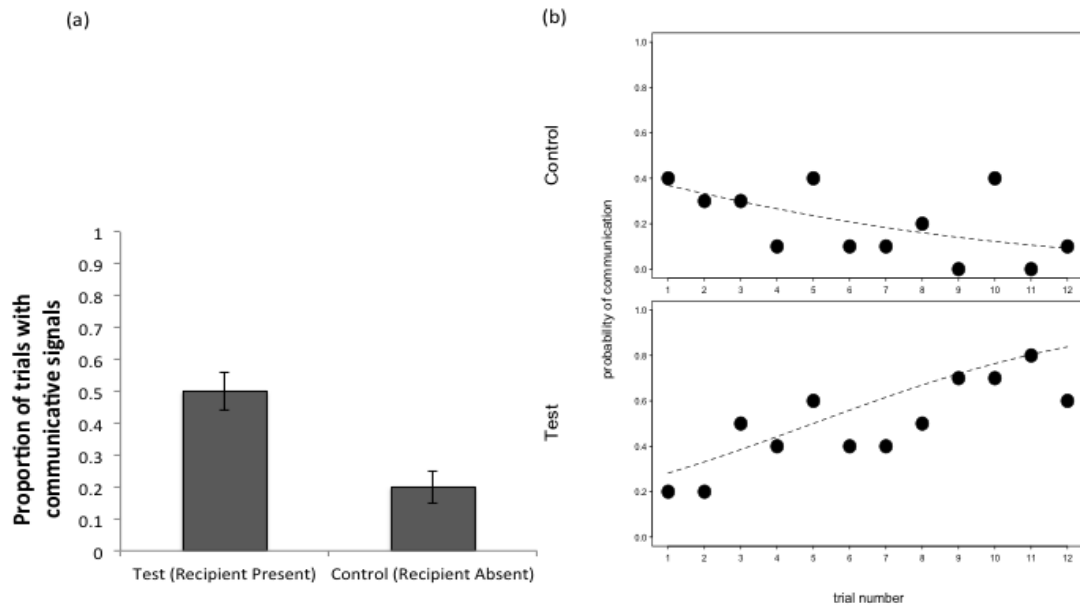 (a)
Proportion of trials with
communicative signals
1
0.9
0.8
0.7
0.6
0.5
0.4
0.3
0.2
0.1
0
Test (Recipient Present)
Control (Recipient Absent)
(b)
probability of communication
Control
1.0
0.8
0.6
0.4
0.2
0.0
1 2 3 4 5 6 7 8 9 10 11 12
Test
1.0
0.8
0.6
0.4
0.2
0.0
1 2 3 4 5 6 7 8 9 10 11 12
trial number